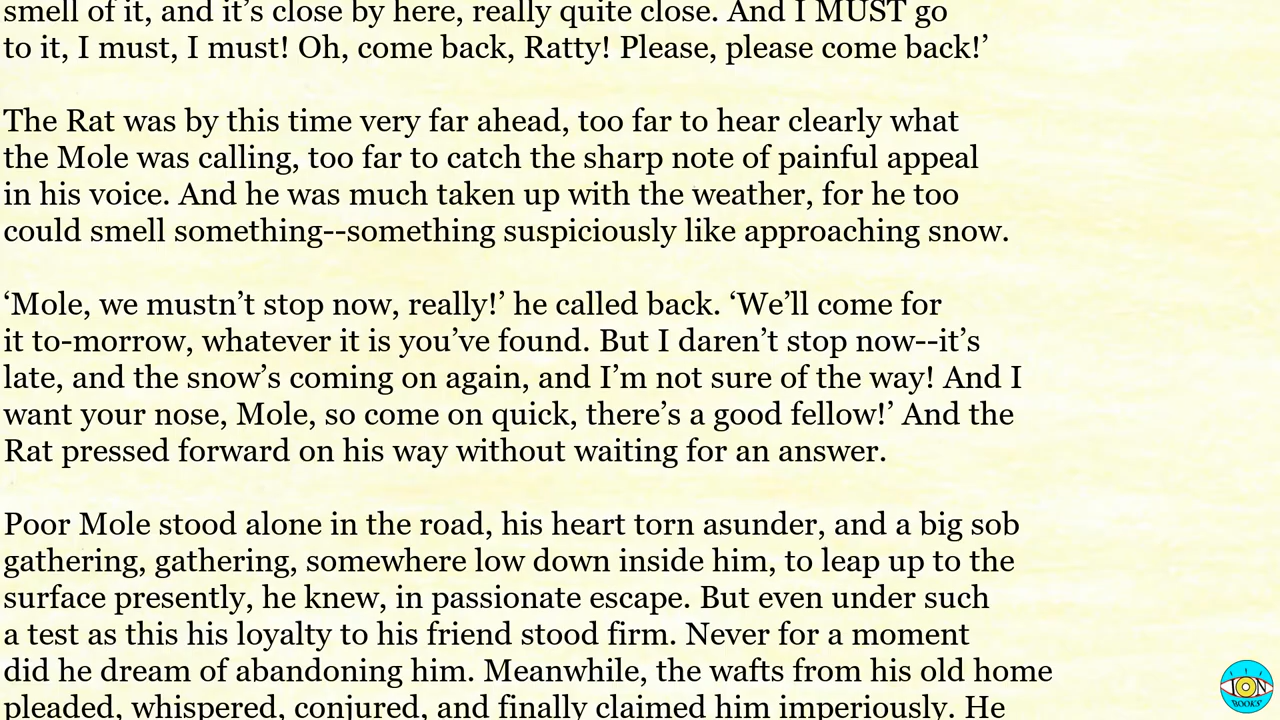 smell of it, and it’s close by here, really quite close. And I MUST go
to it, I must, I must! Oh, come back, Ratty! Please, please come back!’
The Rat was by this time very far ahead, too far to hear clearly what
the Mole was calling, too far to catch the sharp note of painful appeal
in his voice. And he was much taken up with the weather, for he too
could smell something--something suspiciously like approaching snow.
‘Mole, we mustn’t stop now, really!’ he called back. ‘We’ll come for
it to-morrow, whatever it is you’ve found. But I daren’t stop now--it’s
late, and the snow’s coming on again, and I’m not sure of the way! And I
want your nose, Mole, so come on quick, there’s a good fellow!’ And the
Rat pressed forward on his way without waiting for an answer.
Poor Mole stood alone in the road, his heart torn asunder, and a big sob
gathering, gathering, somewhere low down inside him, to leap up to the
surface presently, he knew, in passionate escape. But even under such
a test as this his loyalty to his friend stood firm. Never for a moment
did he dream of abandoning him. Meanwhile, the wafts from his old home
pleaded, whispered, conjured, and finally claimed him imperiously. He
BOOKS